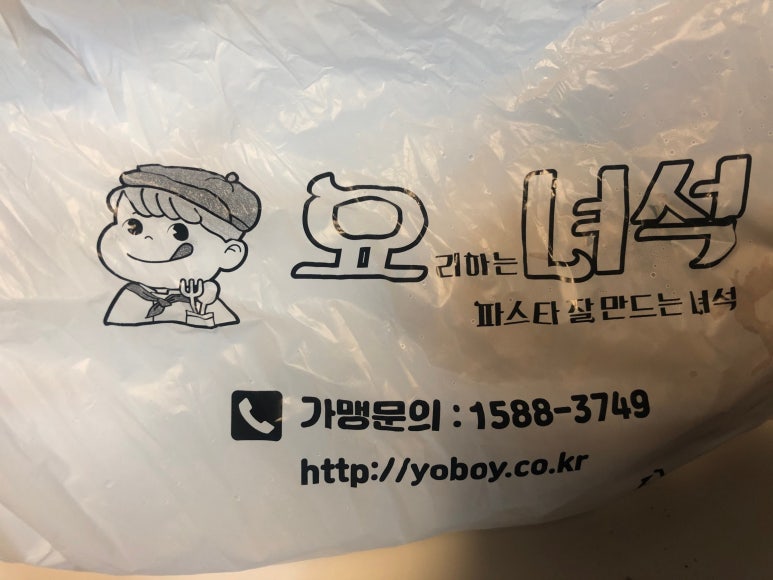 요리하는녀석
파스타 잘 만드는 녀석
가맹문의 : 1588-3749
http://yoboy.co.kr